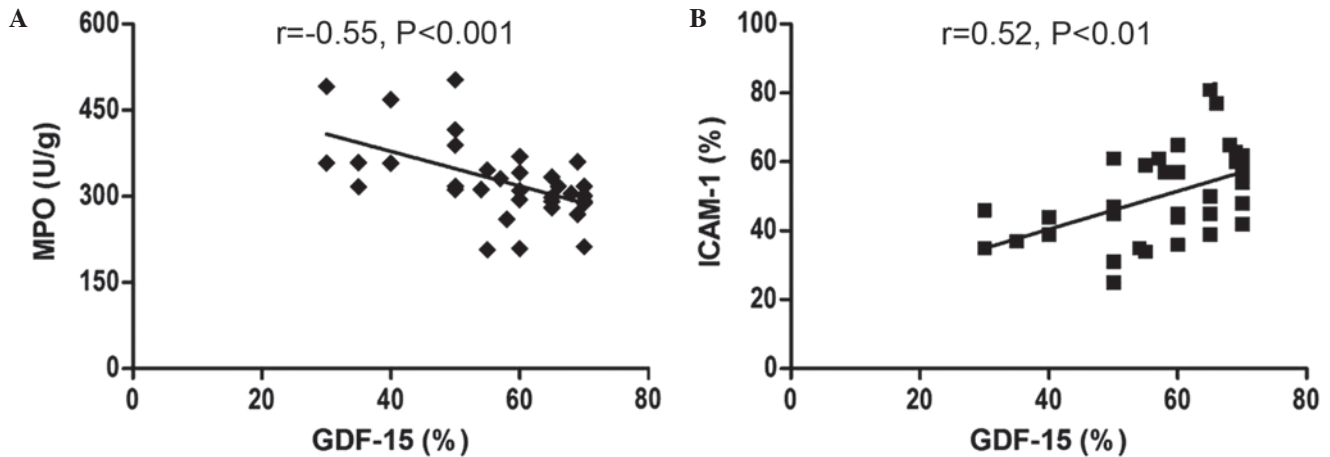 A
r=-0.55, P<0.001
MPO (U/g)
600
450
300
150
0
0 20 40 60 80
GDF-15 (%)
B
r=0.52, P<0.01
ICAM-1 (%)
100
80
60
40
20
0
0 20 40 60 80
GDF-15 (%)